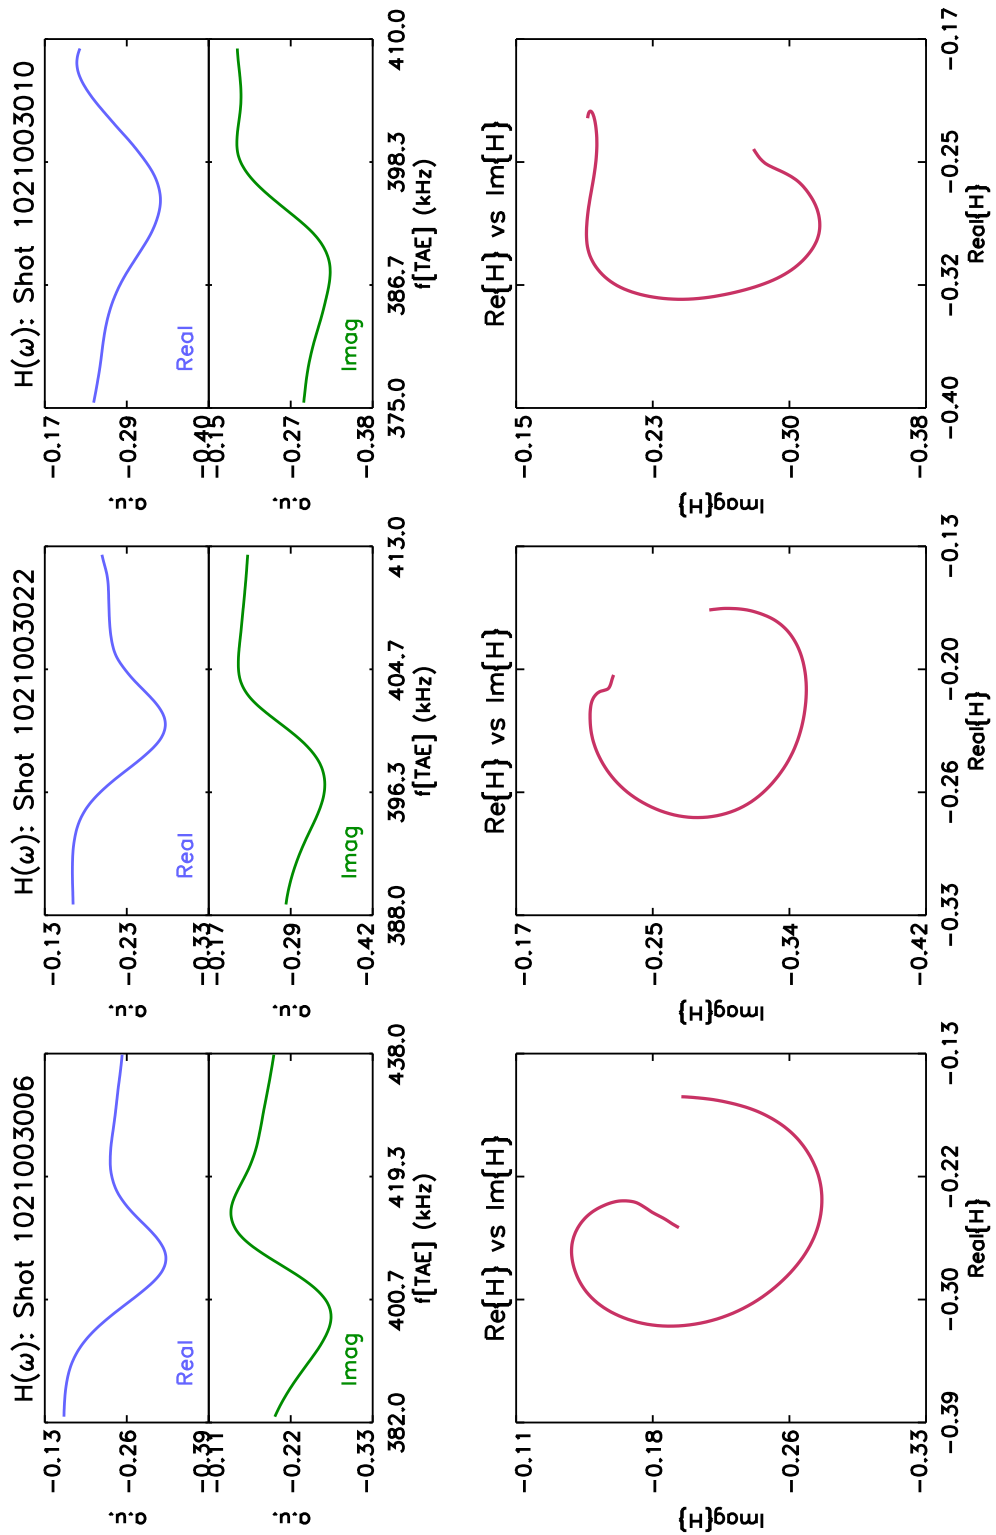 H(ω): Shot 1021003006
−0.13
−0.26
−0.39
a.u.
Real
−0.11
−0.22
−0.33
a.u.
Imag
382.0 400.7 419.3 438.0
f[TAE] (kHz)
Re{H} vs Im{H}
−0.11
−0.18
−0.26
−0.33
Imag{H}
−0.39 −0.30 −0.22 −0.13
Real{H}
H(ω): Shot 1021003022
−0.13
−0.23
−0.33
a.u.
Real
−0.17
−0.29
−0.42
a.u.
Imag
388.0 396.3 404.7 413.0
f[TAE] (kHz)
Re{H} vs Im{H}
−0.17
−0.25
−0.34
−0.42
Imag{H}
−0.33 −0.26 −0.20 −0.13
Real{H}
H(ω): Shot 1021003010
−0.17
−0.29
−0.40
a.u.
Real
−0.15
−0.27
−0.38
a.u.
Imag
375.0 386.7 398.3 410.0
f[TAE] (kHz)
Re{H} vs Im{H}
−0.15
−0.23
−0.30
−0.38
Imag{H}
−0.40 −0.32 −0.25 −0.17
Real{H}